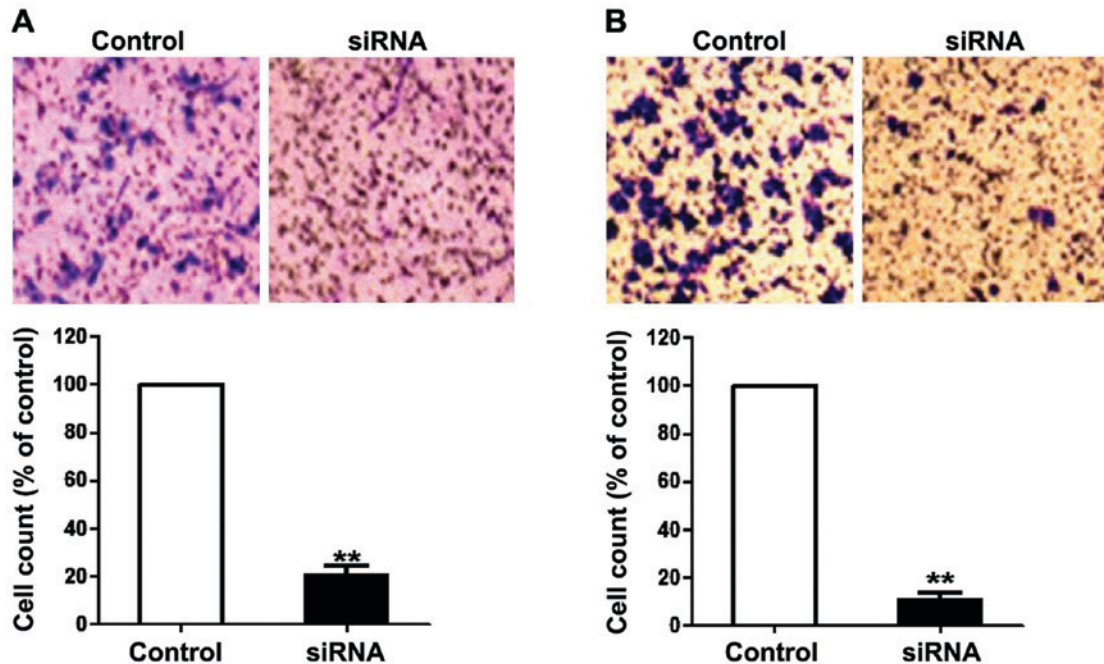 A
Control siRNA
Cell count (% of control)
120
100
80
60
40
20
0
**
Control siRNA
B
Control siRNA
Cell count (% of control)
120
100
80
60
40
20
0
**
Control siRNA